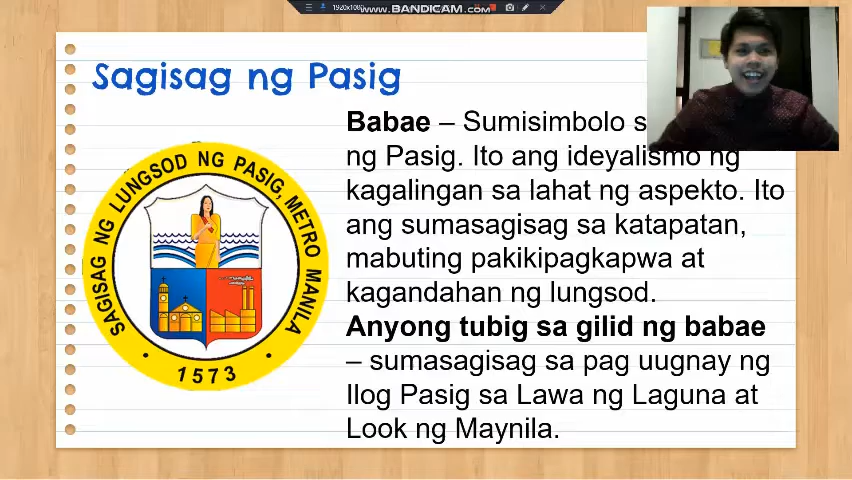 1920x1080
www.BANDICAM.com
Sagisag ng Pasig
Babae – Sumisimbolo s
ng Pasig. Ito ang ideyalismo ng
kagalingan sa lahat ng aspekto. Ito
ang sumasagisag sa katapatan,
mabuting pakikipagkapwa at
kagandahan ng lungsod.
Anyong tubig sa gilid ng babae
– sumasagisag sa pag uugnay ng
Ilog Pasig sa Lawa ng Laguna at
Look ng Maynila.
SAGISAG NG LUNGSOD NG PASIG, METRO MANILA
• 1573 •